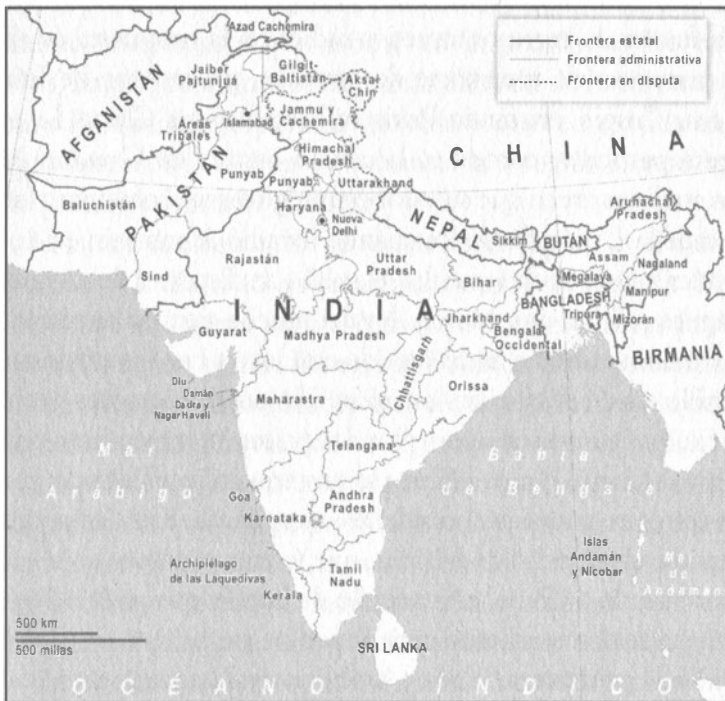 Frontera estatal
Frontera administrativa
Frontera en disputa
Azad Cachemira
Jaiber
Pajtunjuá
Gilgit-
Baltistán
Aksai
Chin
AFGANISTÁN
Áreas
Tribales
Islamabad
Jammu y
Cachemira
Himachal
Pradesh
CHINA
PAKISTÁN
Punyab
Punyab
Uttarakhand
Haryana
Nueva
Delhi
NEPAL
Sikkim
BUTÁN
Arunachal
Pradesh
Assam
Nagaland
Rajastán
Uttar
Pradesh
Sind
Bihar
Megalaya
Manipur
BANGLADESH
Tripora
Mizorán
INDIA
Guyarat
Madhya Pradesh
Jharkhand
Bengala
Occidental
BIRMANIA
Chhattisgarh
Diu
Damán
Dadra y
Nagar Haveli
Maharastra
Orissa
Telangana
Mar
Arábigo
Bahía
de Bengala
Goa
Andhra
Pradesh
Karnataka
Islas
Andamán
y Nicobar
Archipiélago
de las Laquedivas
Tamil
Nadu
Kerala
500 km
500 millas
SRI LANKA
OCÉANO ÍNDICO